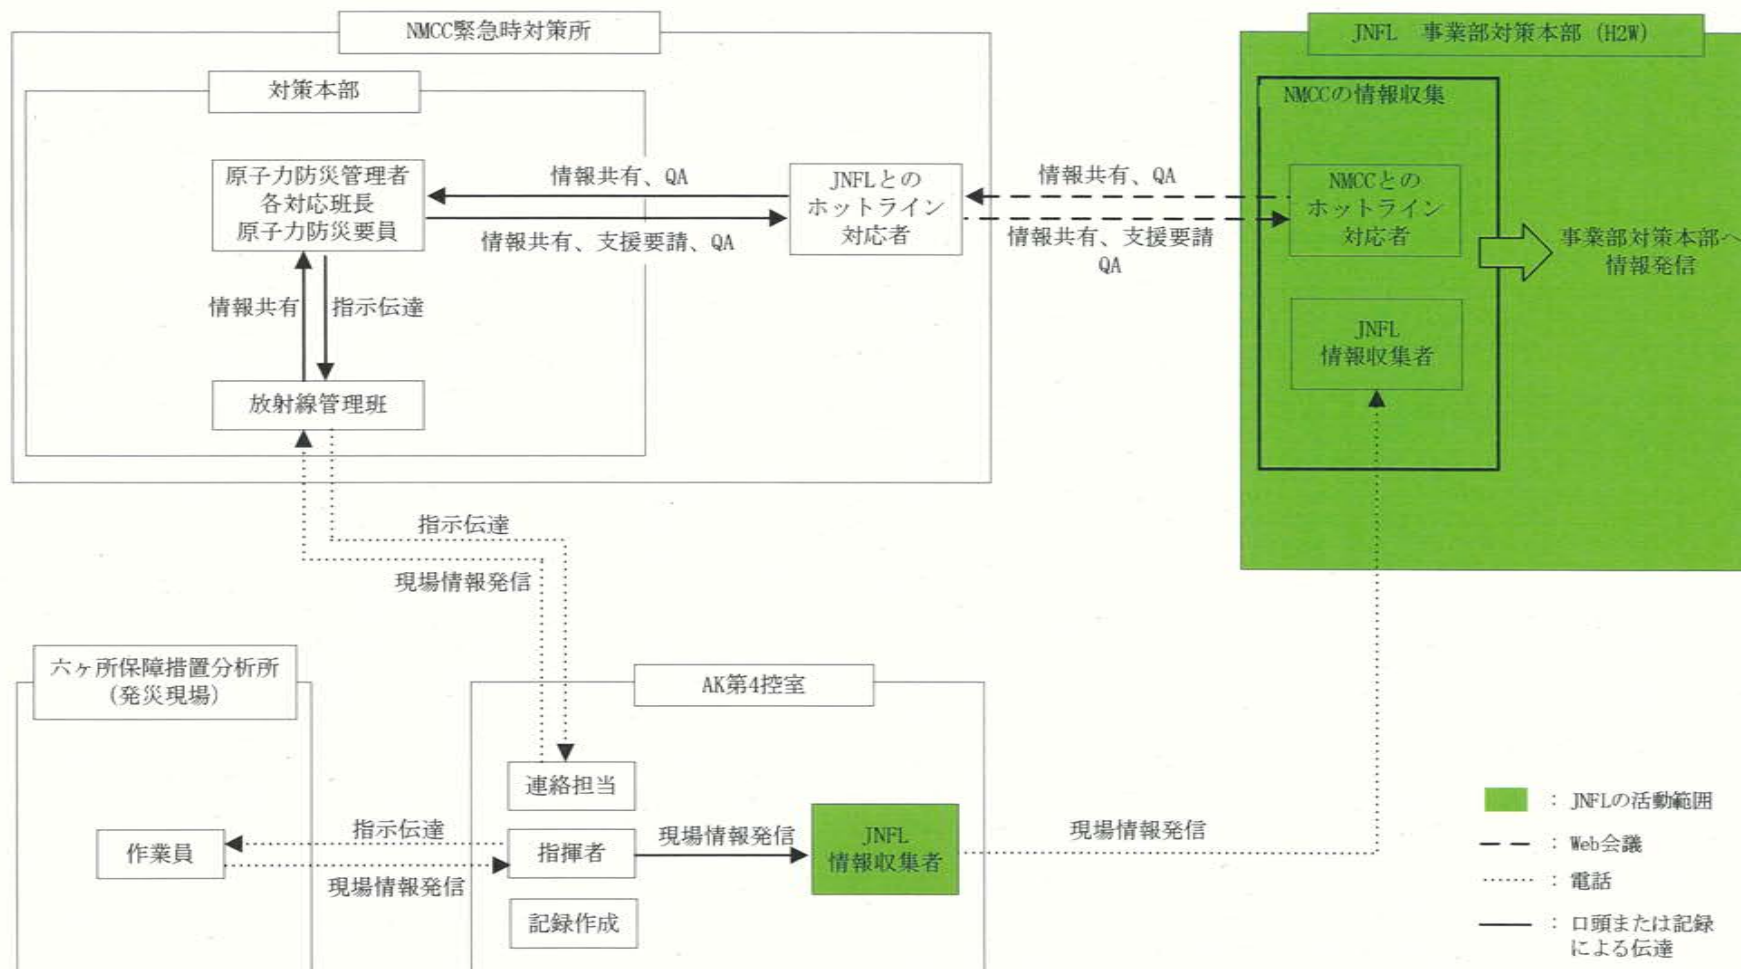 NMCC緊急時対策所
対策本部
原子力防災管理者
各対応班長
原子力防災要員
情報共有、QA
情報共有、支援要請、QA
JNFLとの
ホットライン
対応者
情報共有
指示伝達
放射線管理班
情報共有、QA
情報共有、支援要請
QA
JNFL 事業部対策本部(H2W)
NMCCの情報収集
NMCCとの
ホットライン
対応者
JNFL
情報収集者
事業部対策本部へ
情報発信
指示伝達
現場情報発信
六ヶ所保障措置分析所
(発災現場)
作業員
指示伝達
現場情報発信
AK第4控室
連絡担当
指揮者
記録作成
現場情報発信
JNFL
情報収集者
現場情報発信
: JNFLの活動範囲
: Web会議
: 電話
: 口頭または記録
による伝達